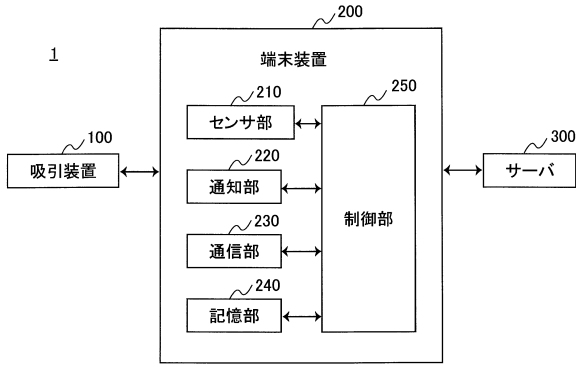 200
1
端末装置
210
250
センサ部
100
300
吸引装置
220
サーバ
通知部
制御部
230
通信部
240
記憶部